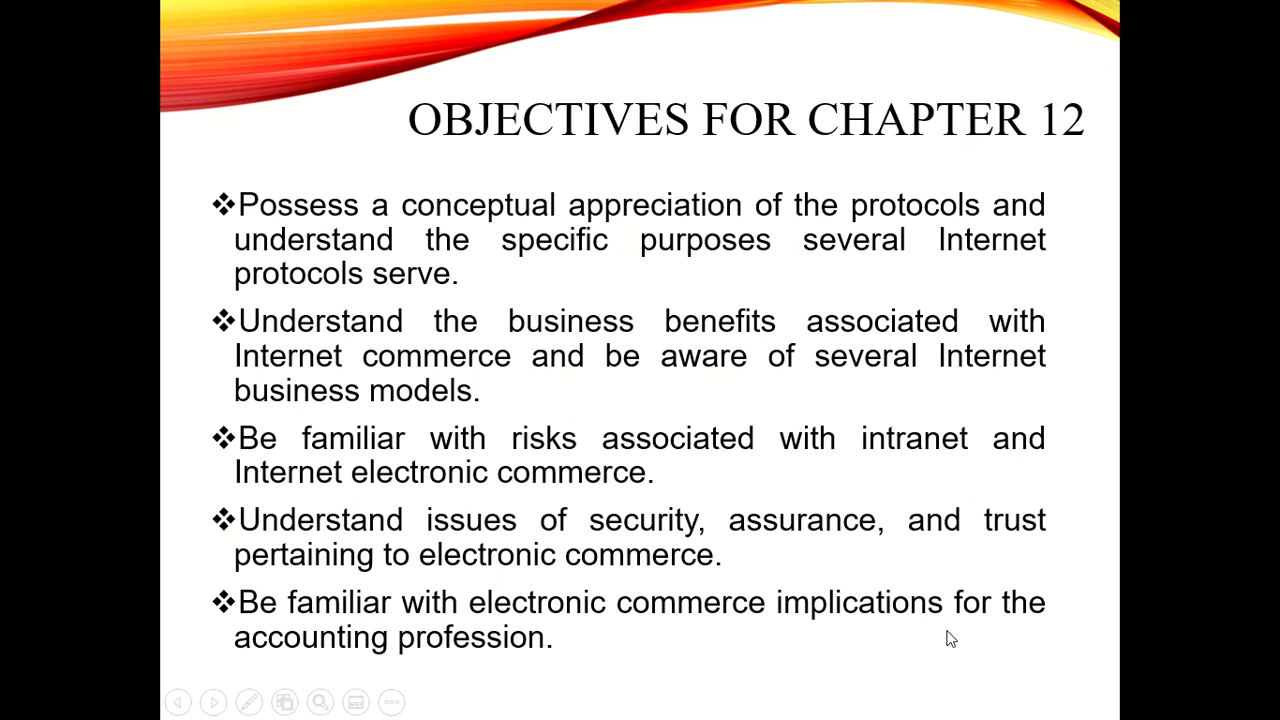 OBJECTIVES FOR CHAPTER 12
❖Possess a conceptual appreciation of the protocols and
understand the specific purposes several Internet
protocols serve.
❖Understand the business benefits associated with
Internet commerce and be aware of several Internet
business models.
❖Be familiar with risks associated with intranet and
Internet electronic commerce.
❖Understand issues of security, assurance, and trust
pertaining to electronic commerce.
❖Be familiar with electronic commerce implications for the
accounting profession.